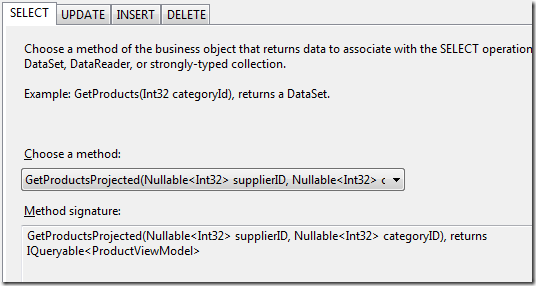 SELECT UPDATE INSERT DELETE
Choose a method of the business object that returns data to associate with the SELECT operation
DataSet, DataReader, or strongly-typed collection.
Example: GetProducts(Int32 categoryId), returns a DataSet.
Choose a method:
GetProductsProjected(Nullable<Int32> supplierID, Nullable<Int32> c
Method signature:
GetProductsProjected(Nullable<Int32> supplierID, Nullable<Int32> categoryID), returns
IQueryable<ProductViewModel>